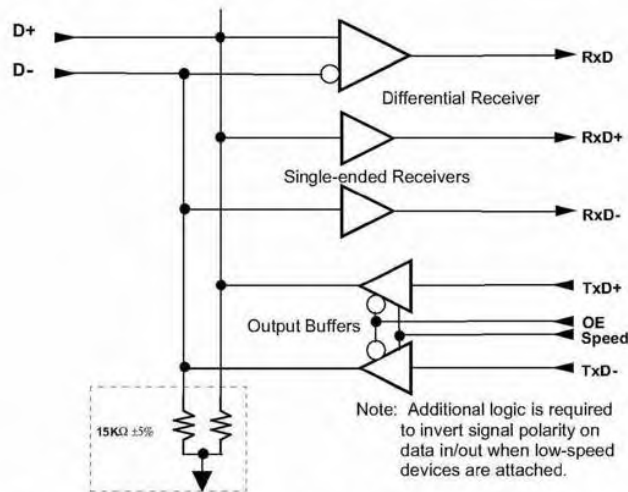 D+
D-
RxD
Differential Receiver
RxD+
Single-ended Receivers
RxD-
TxD+
Output Buffers
OE
Speed
TxD-
15KΩ ±5%
Note: Additional logic is required
to invert signal polarity on
data in/out when low-speed
devices are attached.